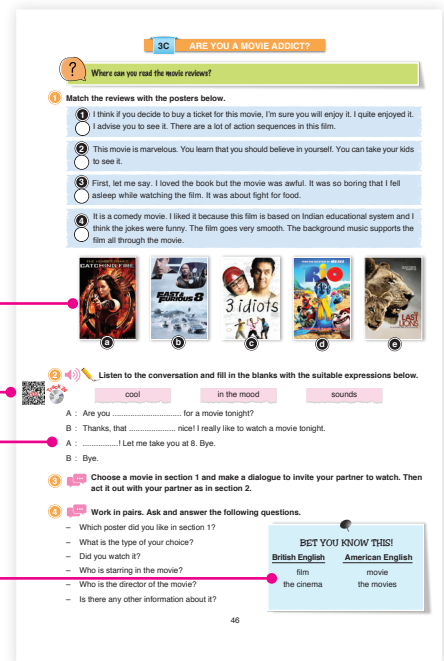 3C ARE YOU A MOVIE ADDICT?
? Where can you read the movie reviews?
1 Match the reviews with the posters below.
1 I think if you decide to buy a ticket for this movie, I'm sure you will enjoy it. I quite enjoyed it.
I advise you to see it. There are a lot of action sequences in this film.
2 This movie is marvelous. You learn that you should believe in yourself. You can take your kids
to see it.
3 First, let me say. I loved the book but the movie was awful. It was so boring that I fell
asleep while watching the film. It was about fight for food.
4 It is a comedy movie. I liked it because this film is based on Indian educational system and I
think the jokes were funny. The film goes very smooth. The background music supports the
film all through the movie.
THE HUNGER GAMES
CATCHING FIRE
FAST & FURIOUS 8
3 idiots
RIO
THE LAST LIONS
a b c d e
2 Listen to the conversation and fill in the blanks with the suitable expressions below.
cool in the mood sounds
A : Are you ................................ for a movie tonight?
B : Thanks, that ..................... nice! I really like to watch a movie tonight.
A : ................! Let me take you at 8. Bye.
B : Bye.
3 Choose a movie in section 1 and make a dialogue to invite your partner to watch. Then
act it out with your partner as in section 2.
4 Work in pairs. Ask and answer the following questions.
– Which poster did you like in section 1?
– What is the type of your choice?
– Did you watch it?
– Who is starring in the movie?
– Who is the director of the movie?
– Is there any other information about it?
BET YOU KNOW THIS!
British English American English
film movie
the cinema the movies
46